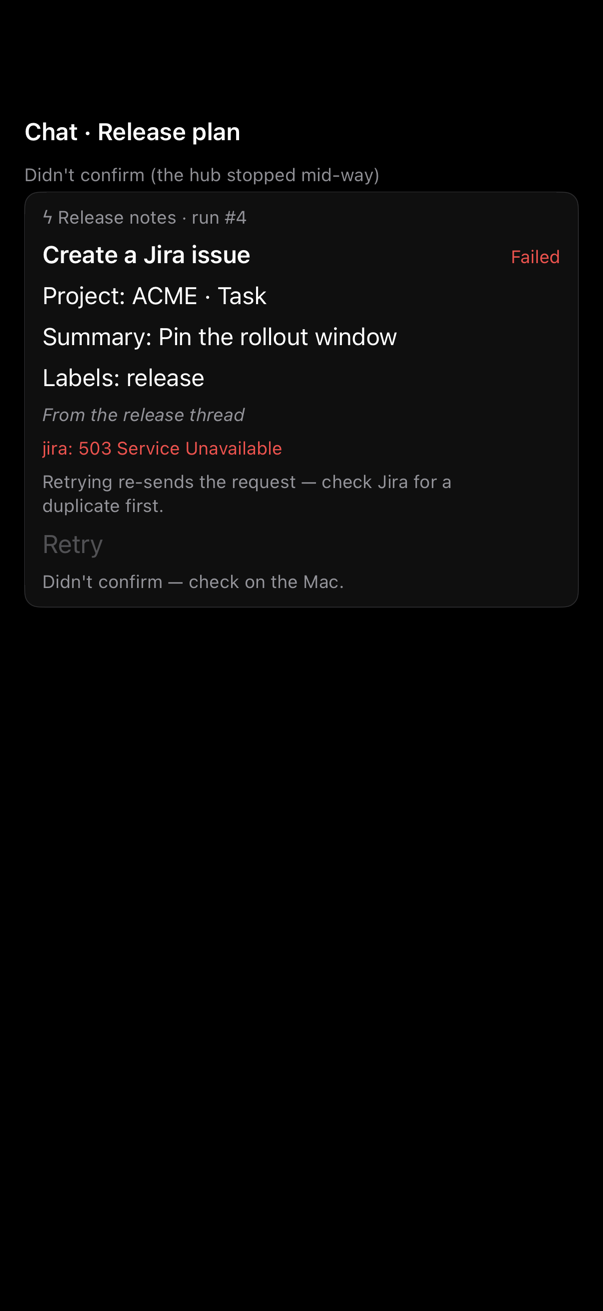 Chat · Release plan
Didn't confirm (the hub stopped mid-way)
ϟ Release notes · run #4
Create a Jira issue
Failed
Project: ACME · Task
Summary: Pin the rollout window
Labels: release
From the release thread
jira: 503 Service Unavailable
Retrying re-sends the request — check Jira for a
duplicate first.
Retry
Didn't confirm — check on the Mac.